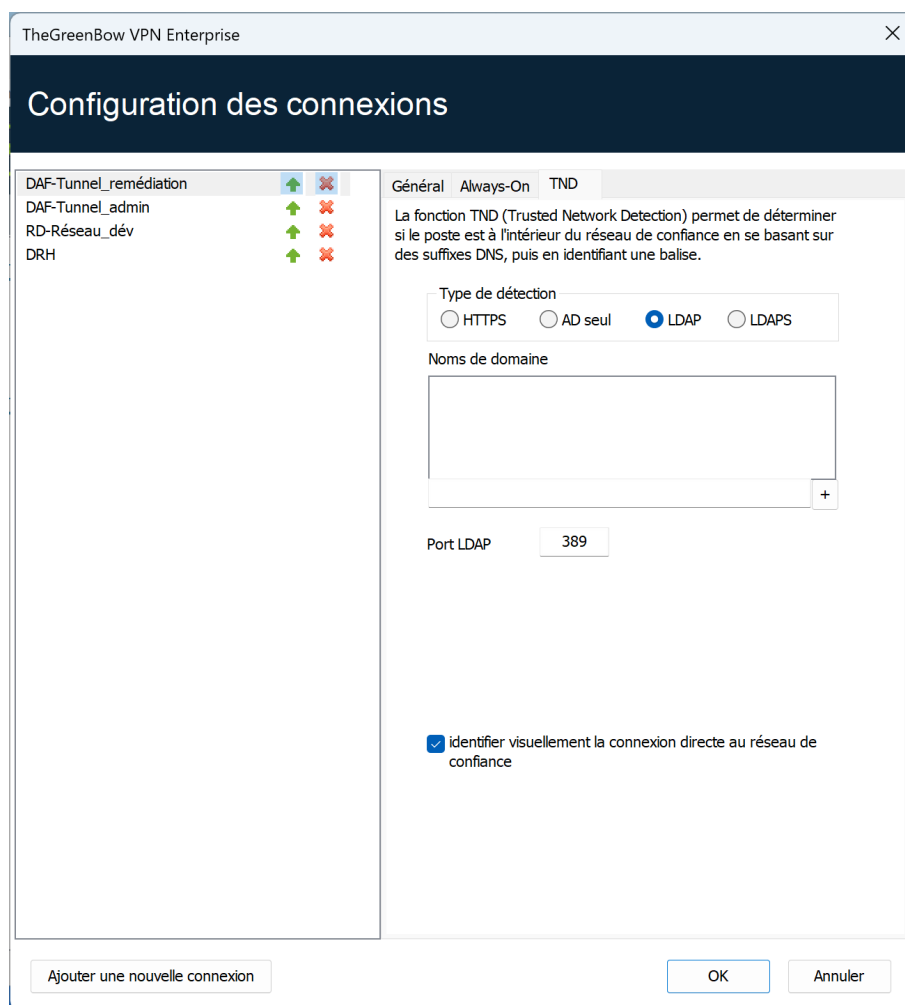 TheGreenBow VPN Enterprise
Configuration des connexions
DAF-Tunnel_remédiation
DAF-Tunnel_admin
RD-Réseau_dév
DRH
Général Always-On TND
La fonction TND (Trusted Network Detection) permet de déterminer
si le poste est à l'intérieur du réseau de confiance en se basant sur
des suffixes DNS, puis en identifiant une balise.
Type de détection
HTTPS AD seul LDAP LDAPS
Noms de domaine
+
Port LDAP 389
identifier visuellement la connexion directe au réseau de
confiance
Ajouter une nouvelle connexion OK Annuler